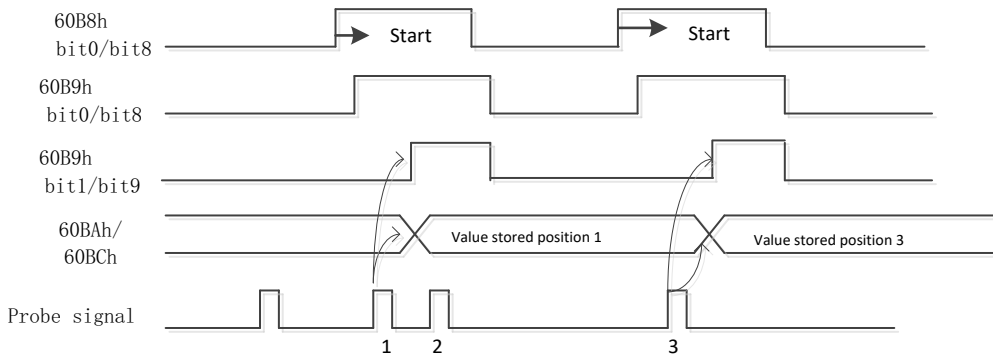 60B8h
bit0/bit8
Start
Start
60B9h
bit0/bit8
60B9h
bit1/bit9
60BAh/
60BCh
Value stored position 1
Value stored position 3
Probe signal
1
2
3